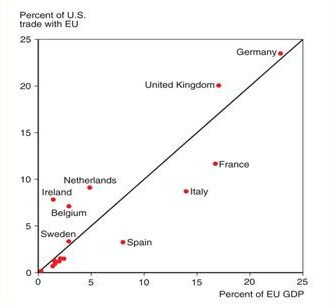 Percent of U.S.
trade with EU
25
Germany
20
United Kingdom
15
France
10
Netherlands
Ireland
Italy
Belgium
5
Sweden
Spain
0
0
5
10
15
20
25
Percent of EU GDP